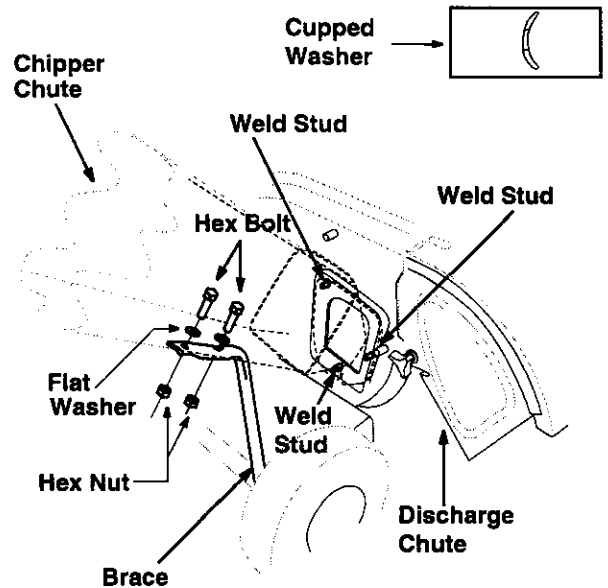 Cupped
Washer
Chipper
Chute
Weld Stud
Weld Stud
Hex Bolt
Flat
Washer
Weld
Stud
Hex Nut
Discharge
Chute
Brace